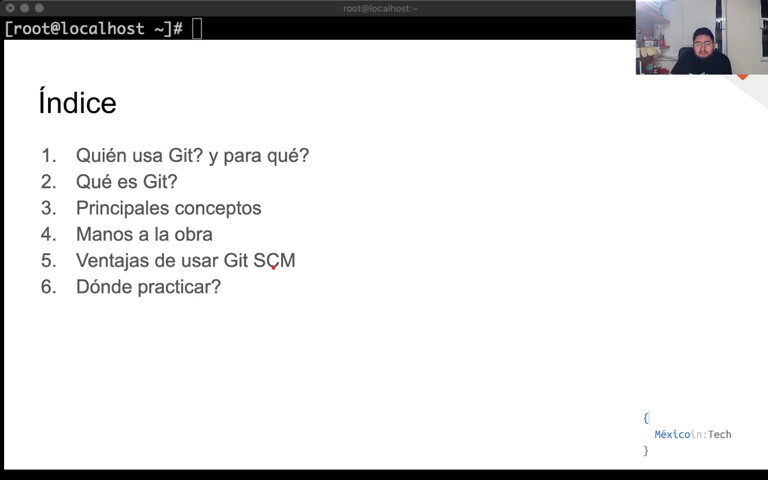 root@localhost:~
[root@localhost ~]#
Índice
1. Quién usa Git? y para qué?
2. Qué es Git?
3. Principales conceptos
4. Manos a la obra
5. Ventajas de usar Git SCM
6. Dónde practicar?
{
Méxicoin:Tech
}